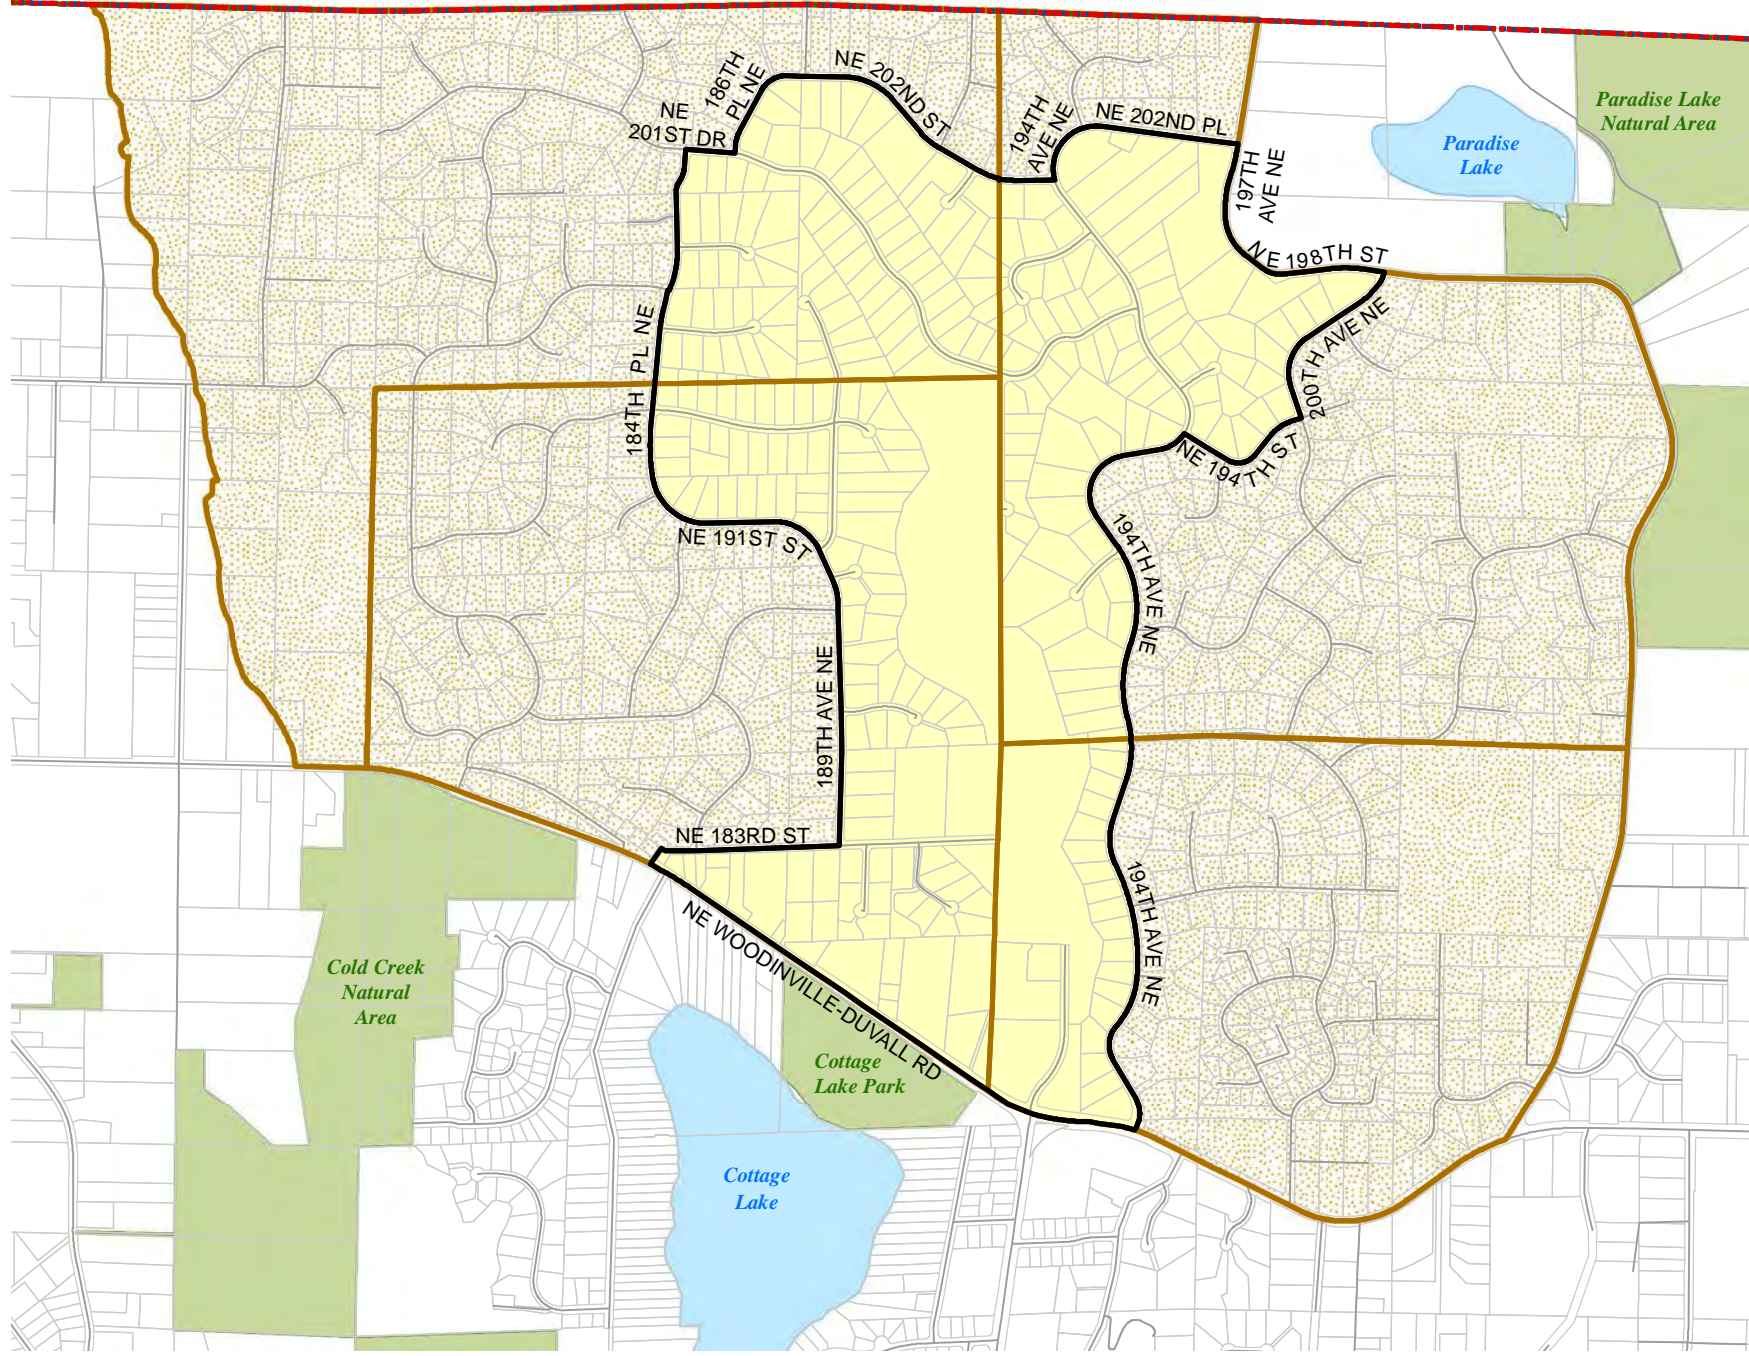 NE 202ND ST
186TH
PL NE
NE
201ST DR
194TH
AVE NE
NE 202ND PL
Paradise Lake
Natural Area
Paradise
Lake
197TH
AVE NE
NE 198TH ST
200TH AVE NE
184TH PL NE
NE 194TH ST
NE 191ST ST
194TH AVE NE
189TH AVE NE
NE 183RD ST
194TH AVE NE
NE WOODINVILLE-DUVALL RD
Cold Creek
Natural
Area
Cottage
Lake Park
Cottage
Lake